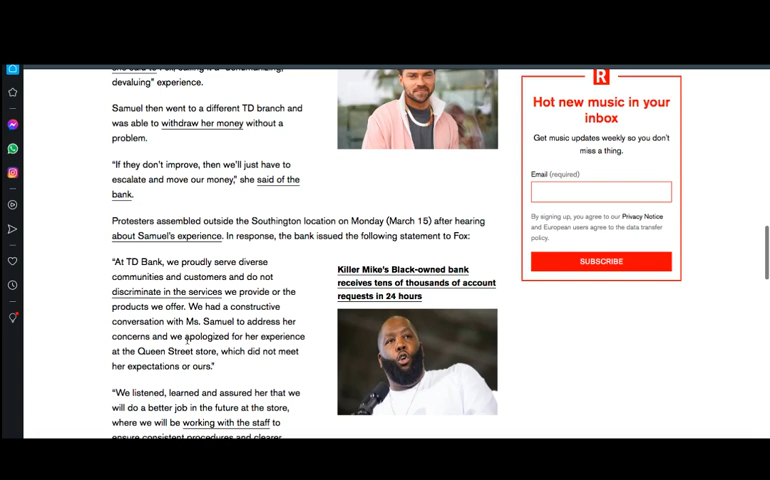 devaluing” experience.
Samuel then went to a different TD branch and
was able to withdraw her money without a
problem.
“If they don’t improve, then we’ll just have to
escalate and move our money,” she said of the
bank.
Protesters assembled outside the Southington location on Monday (March 15) after hearing
about Samuel’s experience. In response, the bank issued the following statement to Fox:
“At TD Bank, we proudly serve diverse
communities and customers and do not
discriminate in the services we provide or the
products we offer. We had a constructive
conversation with Ms. Samuel to address her
concerns and we apologized for her experience
at the Queen Street store, which did not meet
her expectations or ours.”
“We listened, learned and assured her that we
will do a better job in the future at the store,
where we will be working with the staff to
ensure consistent procedures and clearer
Killer Mike’s Black-owned bank
receives tens of thousands of account
requests in 24 hours
R
Hot new music in your
inbox
Get music updates weekly so you don’t
miss a thing.
Email (required)
By signing up, you agree to our Privacy Notice
and European users agree to the data transfer
policy.
SUBSCRIBE